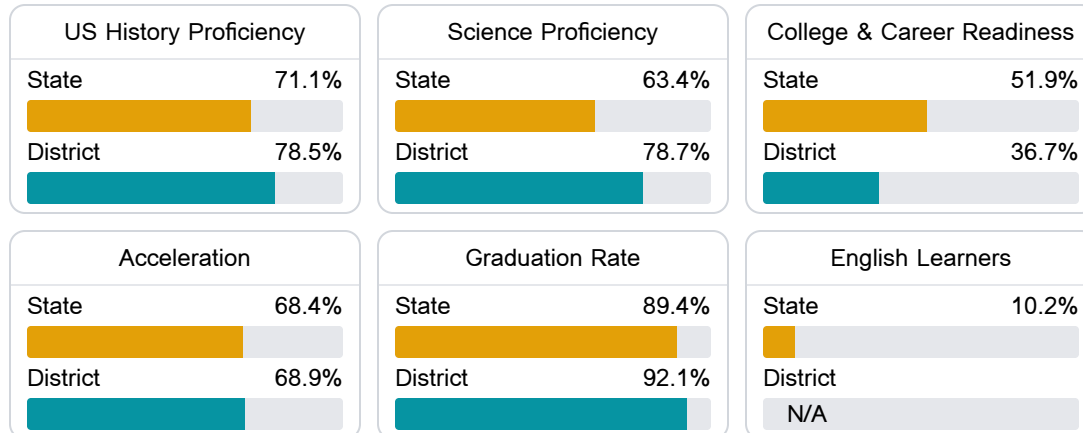 US History Proficiency
State 71.1%
District 78.5%
Science Proficiency
State 63.4%
District 78.7%
College & Career Readiness
State 51.9%
District 36.7%
Acceleration
State 68.4%
District 68.9%
Graduation Rate
State 89.4%
District 92.1%
English Learners
State 10.2%
District
N/A